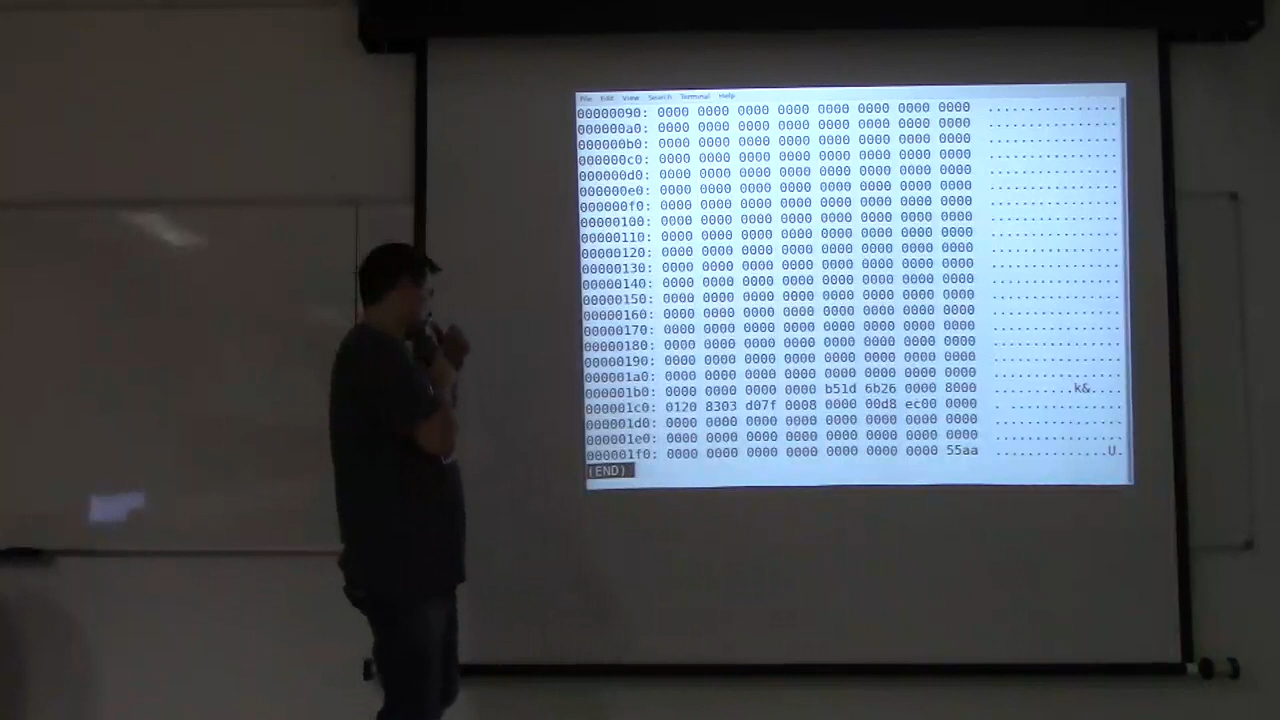 File Edit View Search Terminal Help
00000090: 0000 0000 0000 0000 0000 0000 0000 0000 ................
000000a0: 0000 0000 0000 0000 0000 0000 0000 0000 ................
000000b0: 0000 0000 0000 0000 0000 0000 0000 0000 ................
000000c0: 0000 0000 0000 0000 0000 0000 0000 0000 ................
000000d0: 0000 0000 0000 0000 0000 0000 0000 0000 ................
000000e0: 0000 0000 0000 0000 0000 0000 0000 0000 ................
000000f0: 0000 0000 0000 0000 0000 0000 0000 0000 ................
00000100: 0000 0000 0000 0000 0000 0000 0000 0000 ................
00000110: 0000 0000 0000 0000 0000 0000 0000 0000 ................
00000120: 0000 0000 0000 0000 0000 0000 0000 0000 ................
00000130: 0000 0000 0000 0000 0000 0000 0000 0000 ................
00000140: 0000 0000 0000 0000 0000 0000 0000 0000 ................
00000150: 0000 0000 0000 0000 0000 0000 0000 0000 ................
00000160: 0000 0000 0000 0000 0000 0000 0000 0000 ................
00000170: 0000 0000 0000 0000 0000 0000 0000 0000 ................
00000180: 0000 0000 0000 0000 0000 0000 0000 0000 ................
00000190: 0000 0000 0000 0000 0000 0000 0000 0000 ................
000001a0: 0000 0000 0000 0000 0000 0000 0000 0000 ................
000001b0: 0000 0000 0000 0000 b51d 6b26 0000 8000 ..........k&....
000001c0: 0120 8303 d07f 0008 0000 00d8 ec00 0000 . ..............
000001d0: 0000 0000 0000 0000 0000 0000 0000 0000 ................
000001e0: 0000 0000 0000 0000 0000 0000 0000 0000 ................
000001f0: 0000 0000 0000 0000 0000 0000 0000 55aa ..............U.
(END)